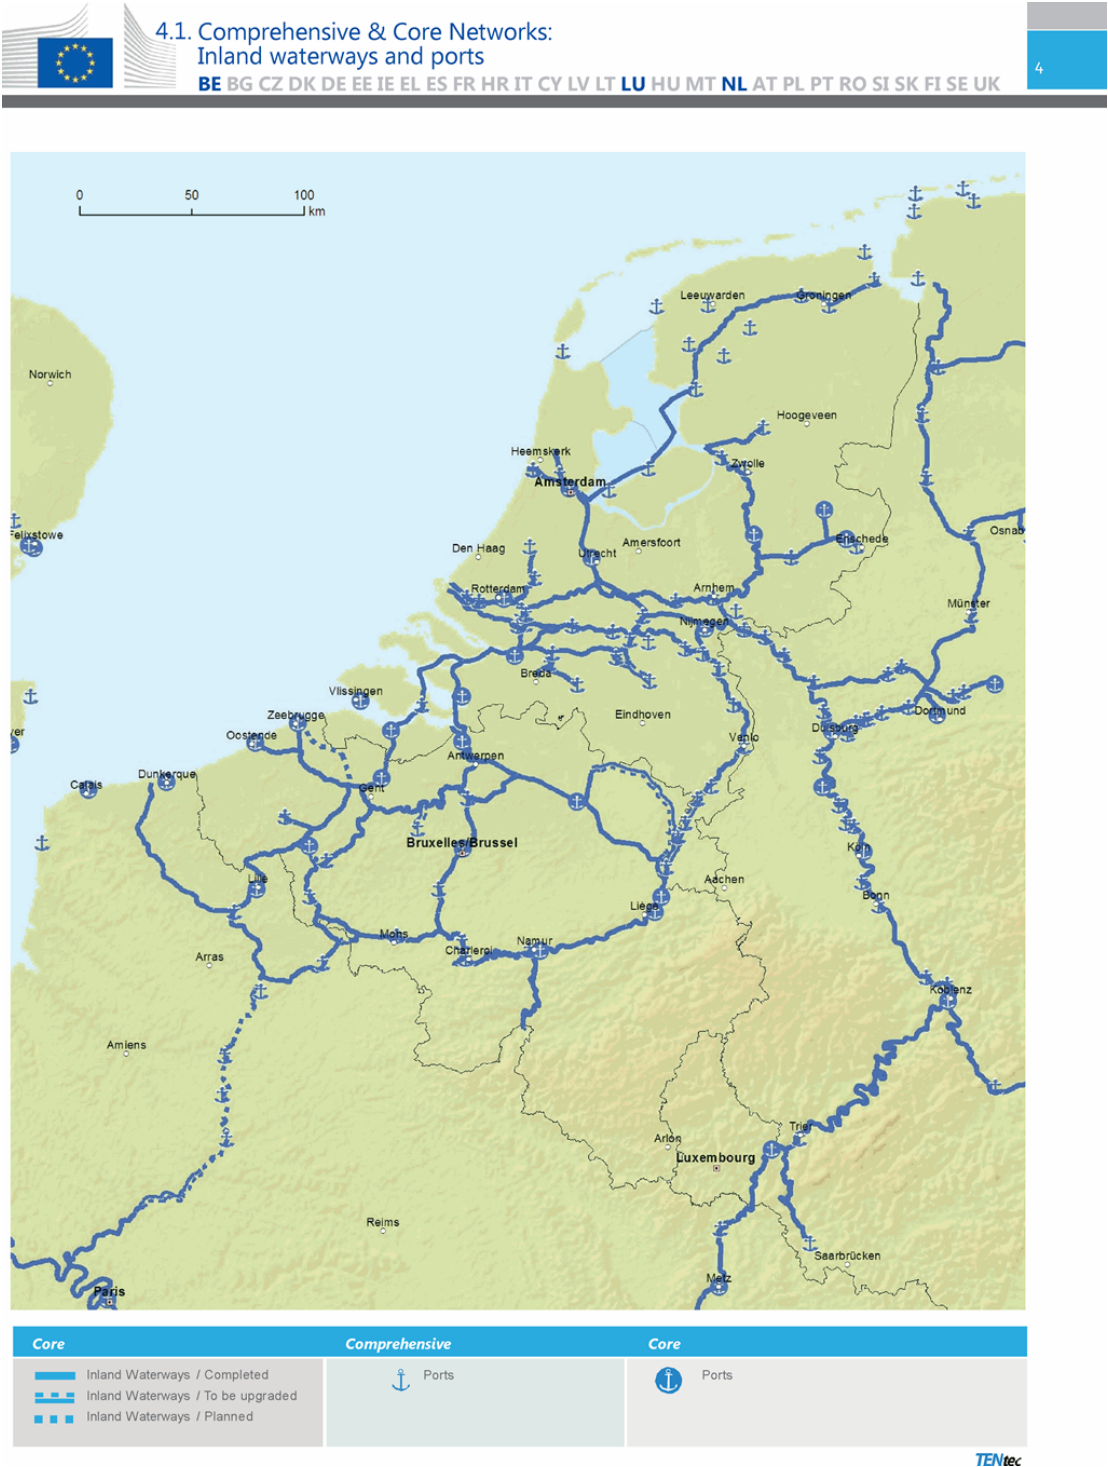 4.1. Comprehensive & Core Networks:
Inland waterways and ports
BE BG CZ DK DE EE IE EL ES FR HR IT CY LV LT LU HU MT NL AT PL PT RO SI SK FI SE UK
4
0 50 100
km
Leeuwarden
Groningen
Norwich
Hoogeveen
Heemskerk
Zwolle
Amsterdam
Felixstowe
Osnab
Enschede
Den Haag
Amersfoort
Utrecht
Rotterdam
Arnhem
Münster
Nijmegen
Breda
Vlissingen
Eindhoven
Dortmund
Zeebrugge
Duisburg
Oostende
Venlo
ver
Antwerpen
Dunkerque
Calais
Gent
Bruxelles/Brussel
Köln
Lille
Aachen
Bonn
Liège
Mons
Namur
Charleroi
Arras
Koblenz
Amiens
Trier
Arlon
Luxembourg
Reims
Saarbrücken
Metz
Paris
Core Comprehensive Core
Inland Waterways / Completed
Ports
Ports
Inland Waterways / To be upgraded
Inland Waterways / Planned
TENtec